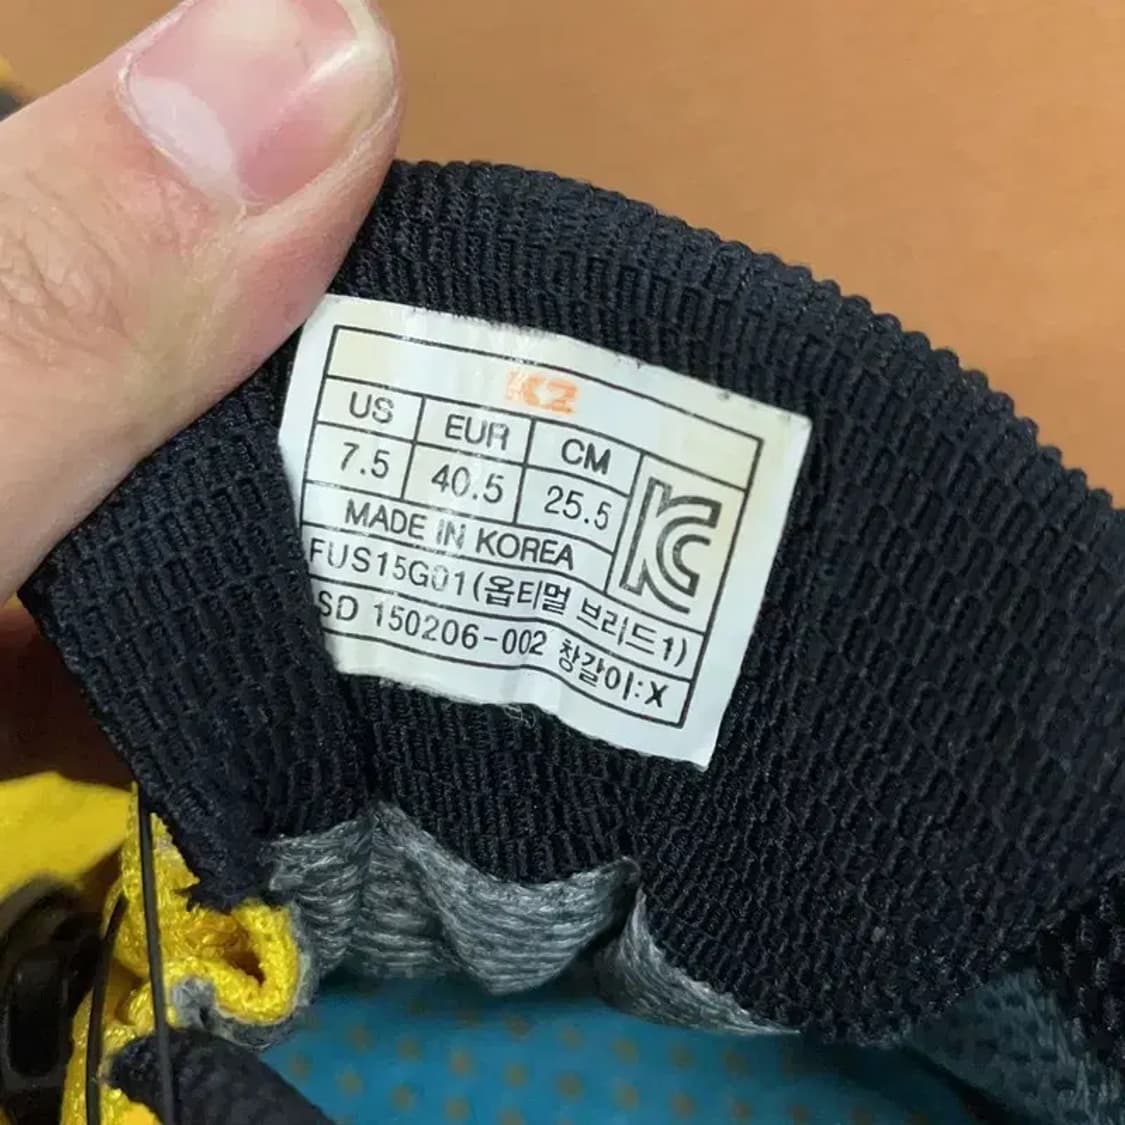 K2
US EUR CM
7.5 40.5 25.5
KC
MADE IN KOREA
FUS15G01(옵티멀 브리드1)
SD 150206-002 창갈이:X